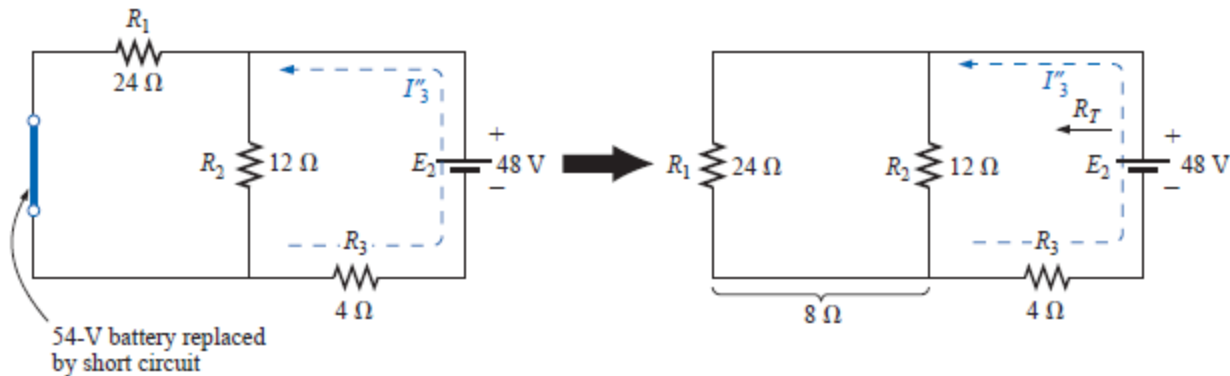 R1
24 Ω
I″3
R2
12 Ω
E2
+
48 V
−
R3
4 Ω
54-V battery replaced
by short circuit
I″3
RT
R1
24 Ω
R2
12 Ω
E2
+
48 V
−
R3
8 Ω
4 Ω